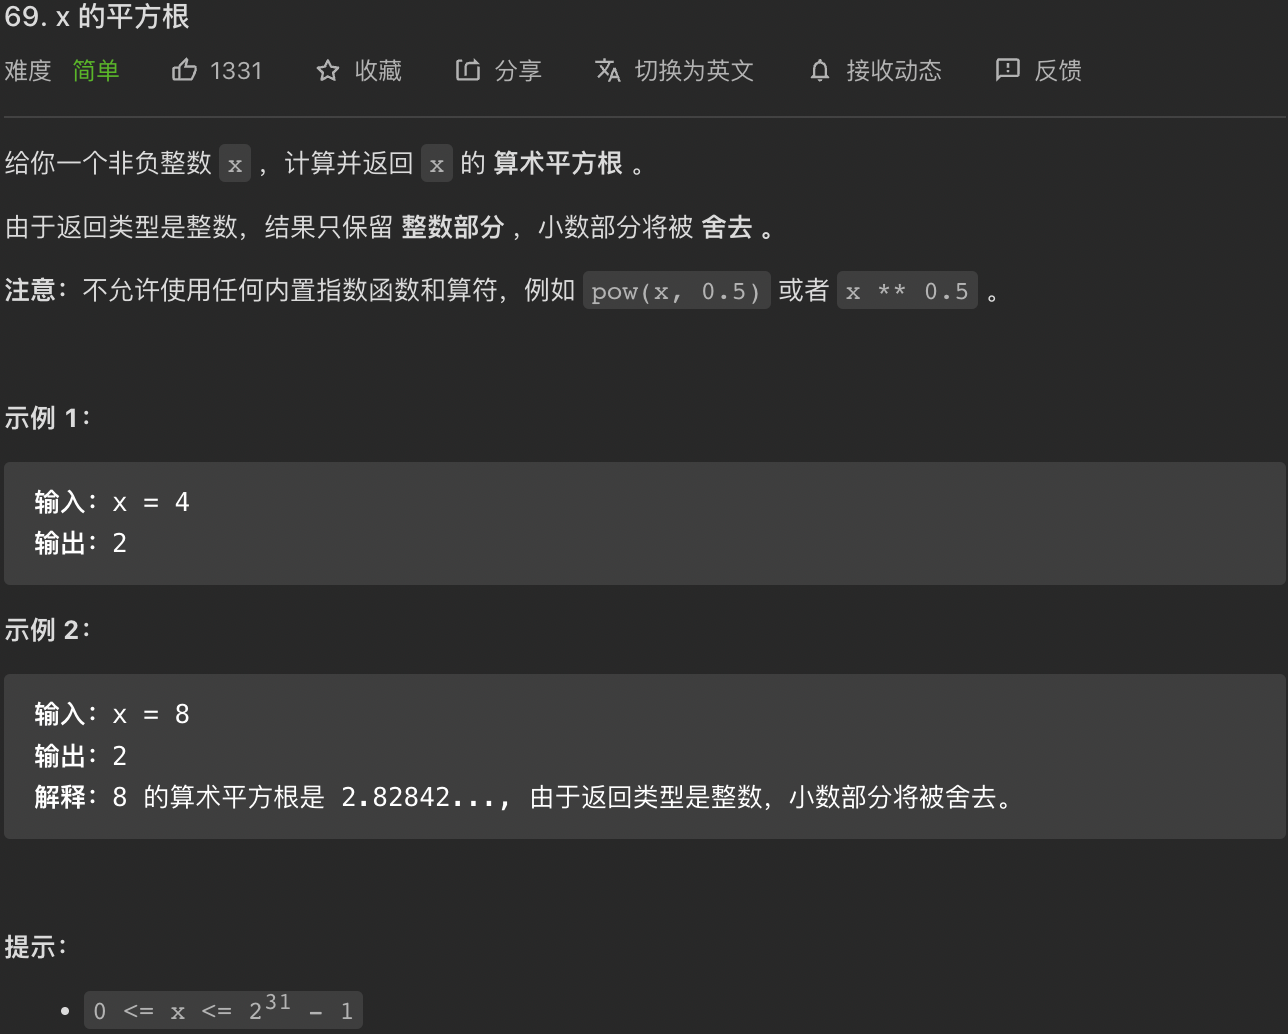 69. x 的平方根
难度 简单 1331 收藏 分享 切换为英文 接收动态 反馈
给你一个非负整数 x ，计算并返回 x 的 算术平方根 。
由于返回类型是整数，结果只保留 整数部分 ，小数部分将被 舍去 。
注意：不允许使用任何内置指数函数和算符，例如 pow(x, 0.5) 或者 x ** 0.5 。
示例 1：
输入：x = 4
输出：2
示例 2：
输入：x = 8
输出：2
解释：8 的算术平方根是 2.82842..., 由于返回类型是整数，小数部分将被舍去。
提示：
• 0 <= x <= 2³¹ - 1